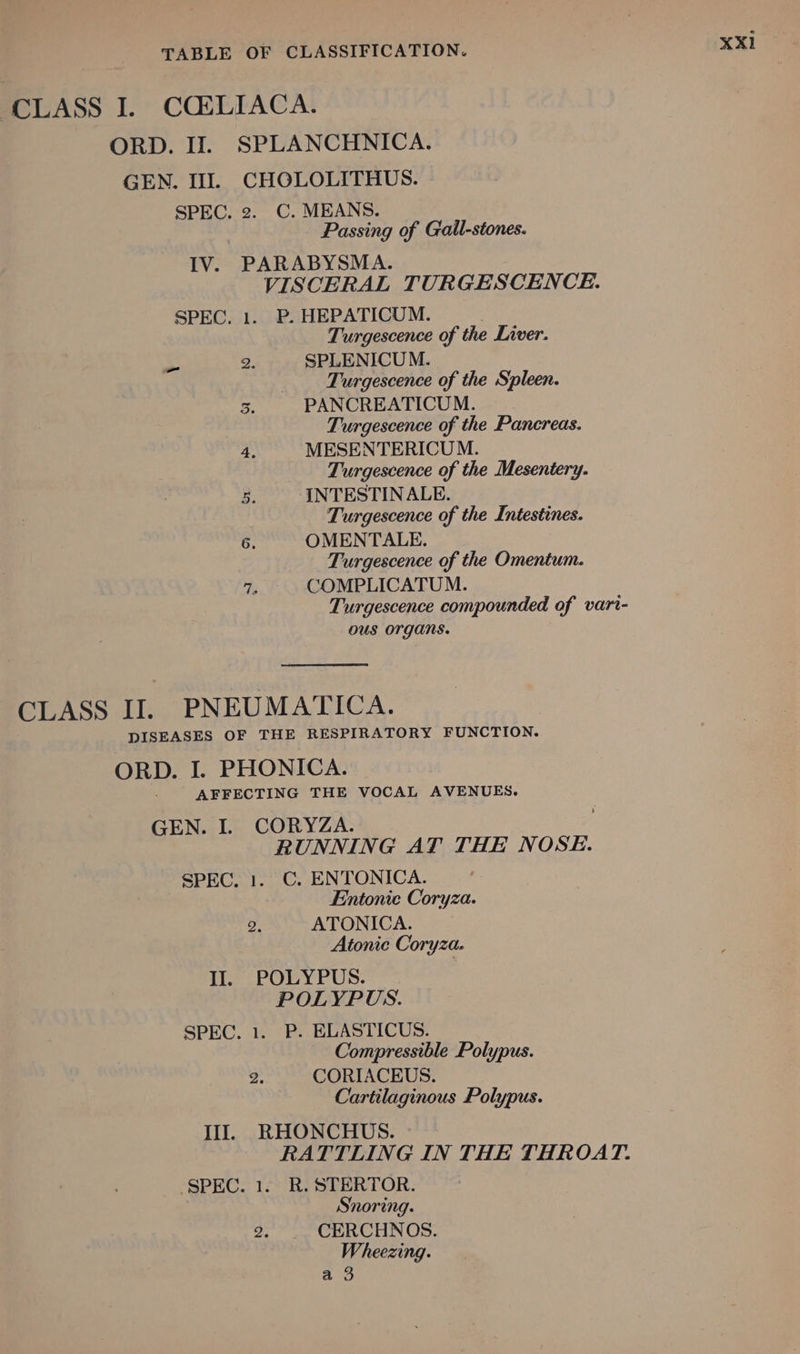 TABLE OF CLASSIFICATION. xxi
CLASS I. CŒLIACA.
ORD. II. SPLANCHNICA.
GEN. III. CHOLOLITHUS.
SPEC. 2. C. MEANS.
Passing of Gall-stones.
IV. PARABYSMA.
VISCERAL TURGESCENCE.
SPEC. 1. P. HEPATICUM.
Turgescence of the Liver.
2. SPLENICUM.
Turgescence of the Spleen.
3. PANCREATICUM.
Turgescence of the Pancreas.
4. MESENTERICUM.
Turgescence of the Mesentery.
5. INTESTINALE.
Turgescence of the Intestines.
6. OMENTALE.
Turgescence of the Omentum.
7. COMPLICATUM.
Turgescence compounded of vari-
ous organs.
CLASS II. PNEUMATICA.
DISEASES OF THE RESPIRATORY FUNCTION.
ORD. I. PHONICA.
AFFECTING THE VOCAL AVENUES.
GEN. I. CORYZA.
RUNNING AT THE NOSE.
SPEC. 1. C. ENTONICA.
Entonic Coryza.
2. ATONICA.
Atonic Coryza.
II. POLYPUS.
POLYPUS.
SPEC. 1. P. ELASTICUS.
Compressible Polypus.
2. CORIACEUS.
Cartilaginous Polypus.
III. RHONCHUS.
RATTLING IN THE THROAT.
SPEC. 1. R. STERTOR.
Snoring.
2. CERCHNOS.
Wheezing.
a 3